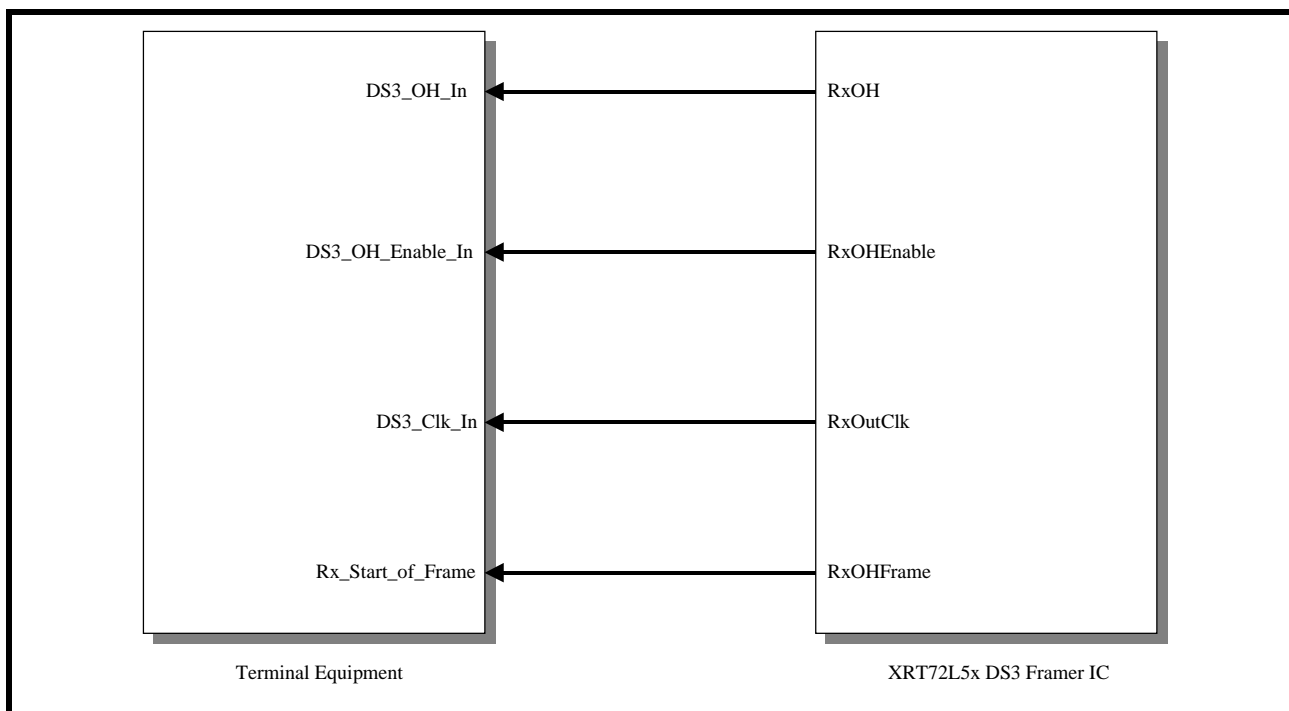 DS3_OH_In
RxOH
DS3_OH_Enable_In
RxOHEnable
DS3_Clk_In
RxOutClk
Rx_Start_of_Frame
RxOHFrame
Terminal Equipment
XRT72L5x DS3 Framer IC